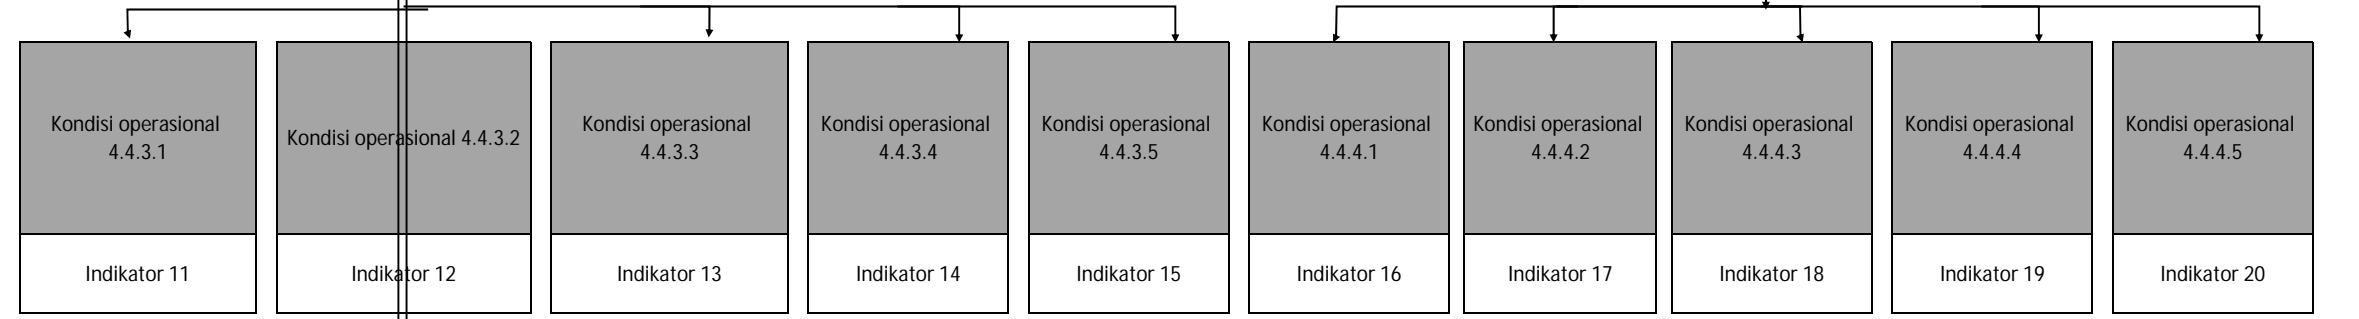 Kondisi operasional
4.4.3.1
Kondisi operasional 4.4.3.2
Kondisi operasional
4.4.3.3
Kondisi operasional
4.4.3.4
Kondisi operasional
4.4.3.5
Kondisi operasional
4.4.4.1
Kondisi operasional
4.4.4.2
Kondisi operasional
4.4.4.3
Kondisi operasional
4.4.4.4
Kondisi operasional
4.4.4.5
Indikator 11
Indikator 12
Indikator 13
Indikator 14
Indikator 15
Indikator 16
Indikator 17
Indikator 18
Indikator 19
Indikator 20